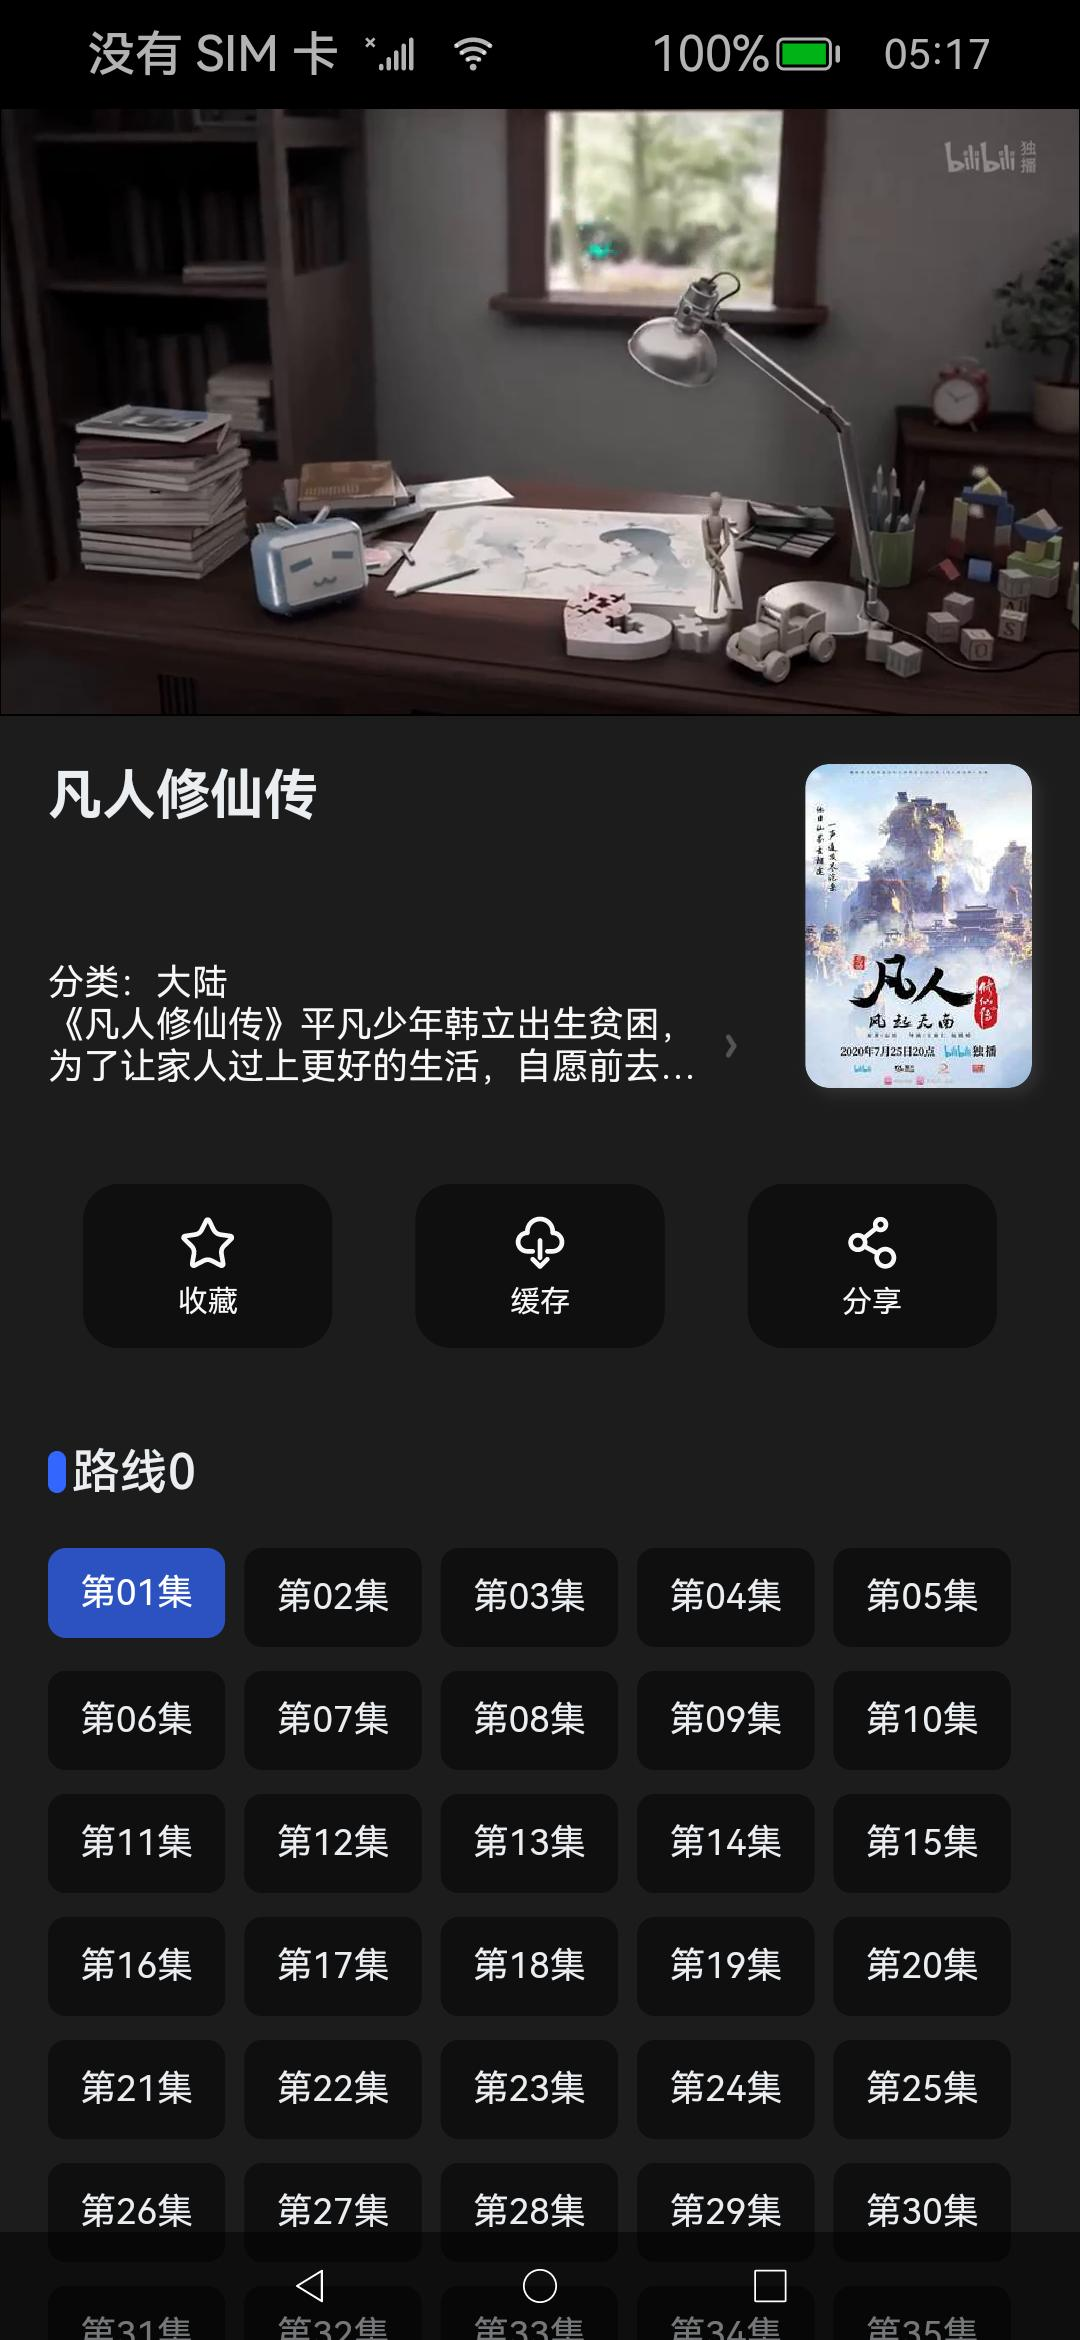 没有 SIM 卡
100%
05:17
bilibili 独播
凡人修仙传
分类：大陆
《凡人修仙传》平凡少年韩立出生贫困，
为了让家人过上更好的生活，自愿前去...
凡人
修仙传
风起天南
2020年7月25日20点 bilibili独播
收藏 缓存 分享
路线0
第01集 第02集 第03集 第04集 第05集
第06集 第07集 第08集 第09集 第10集
第11集 第12集 第13集 第14集 第15集
第16集 第17集 第18集 第19集 第20集
第21集 第22集 第23集 第24集 第25集
第26集 第27集 第28集 第29集 第30集
第31集 第32集 第33集 第34集 第35集